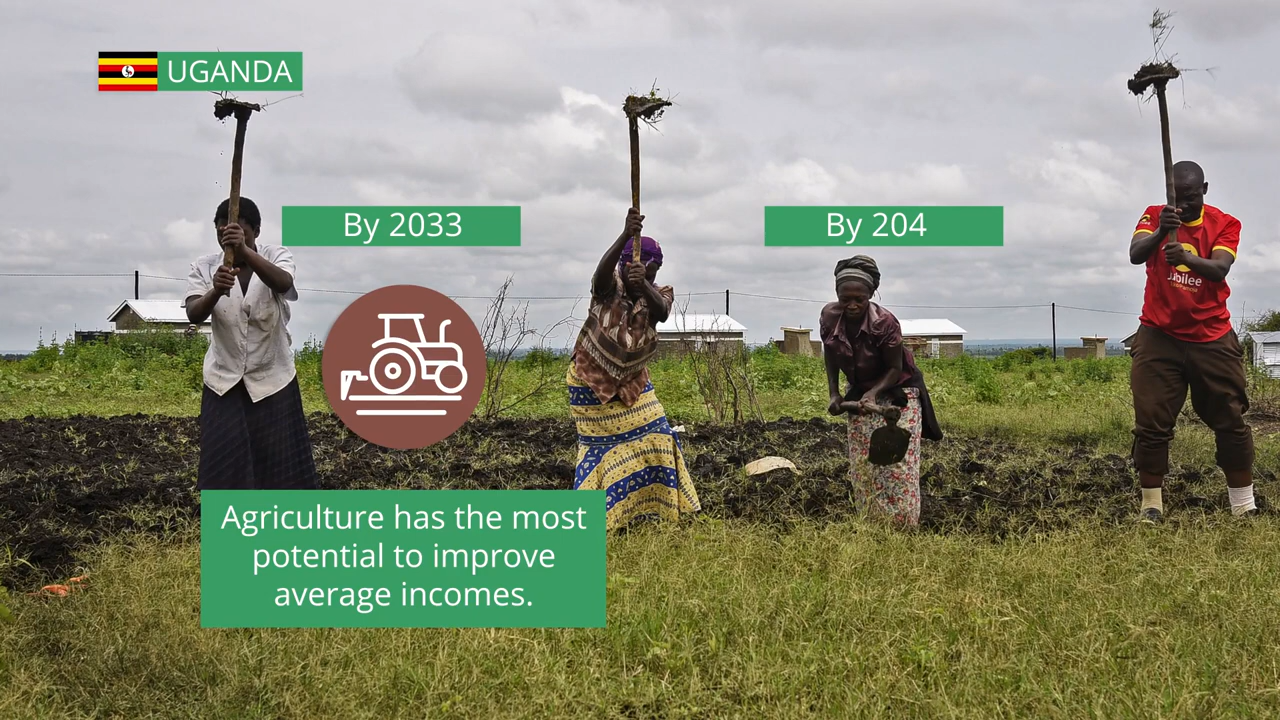 UGANDA
By 2033
By 204
Jubilee
Agriculture has the most
potential to improve
average incomes.